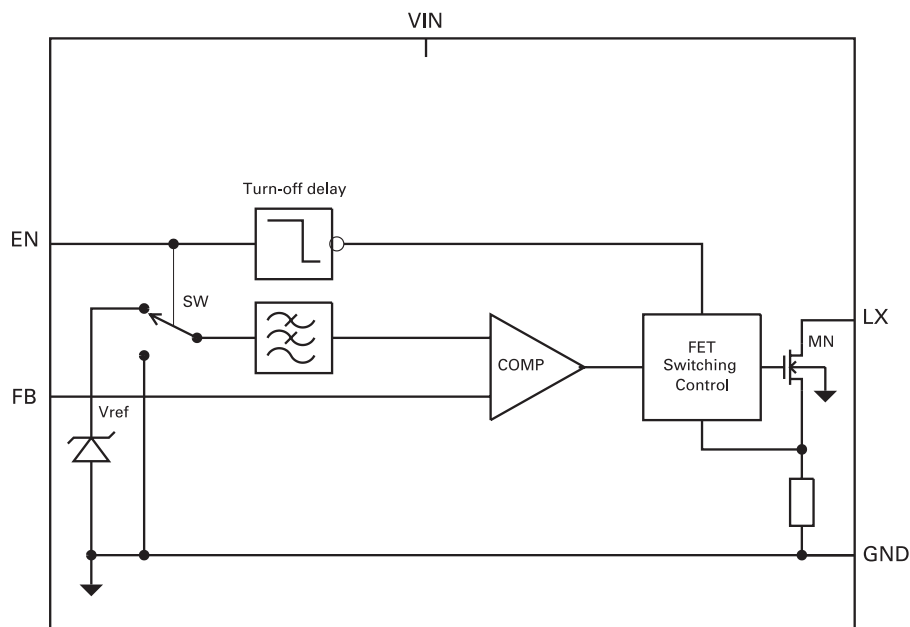 VIN
Turn-off delay
EN
SW
LX
MN
COMP
FET
Switching
Control
FB
Vref
GND